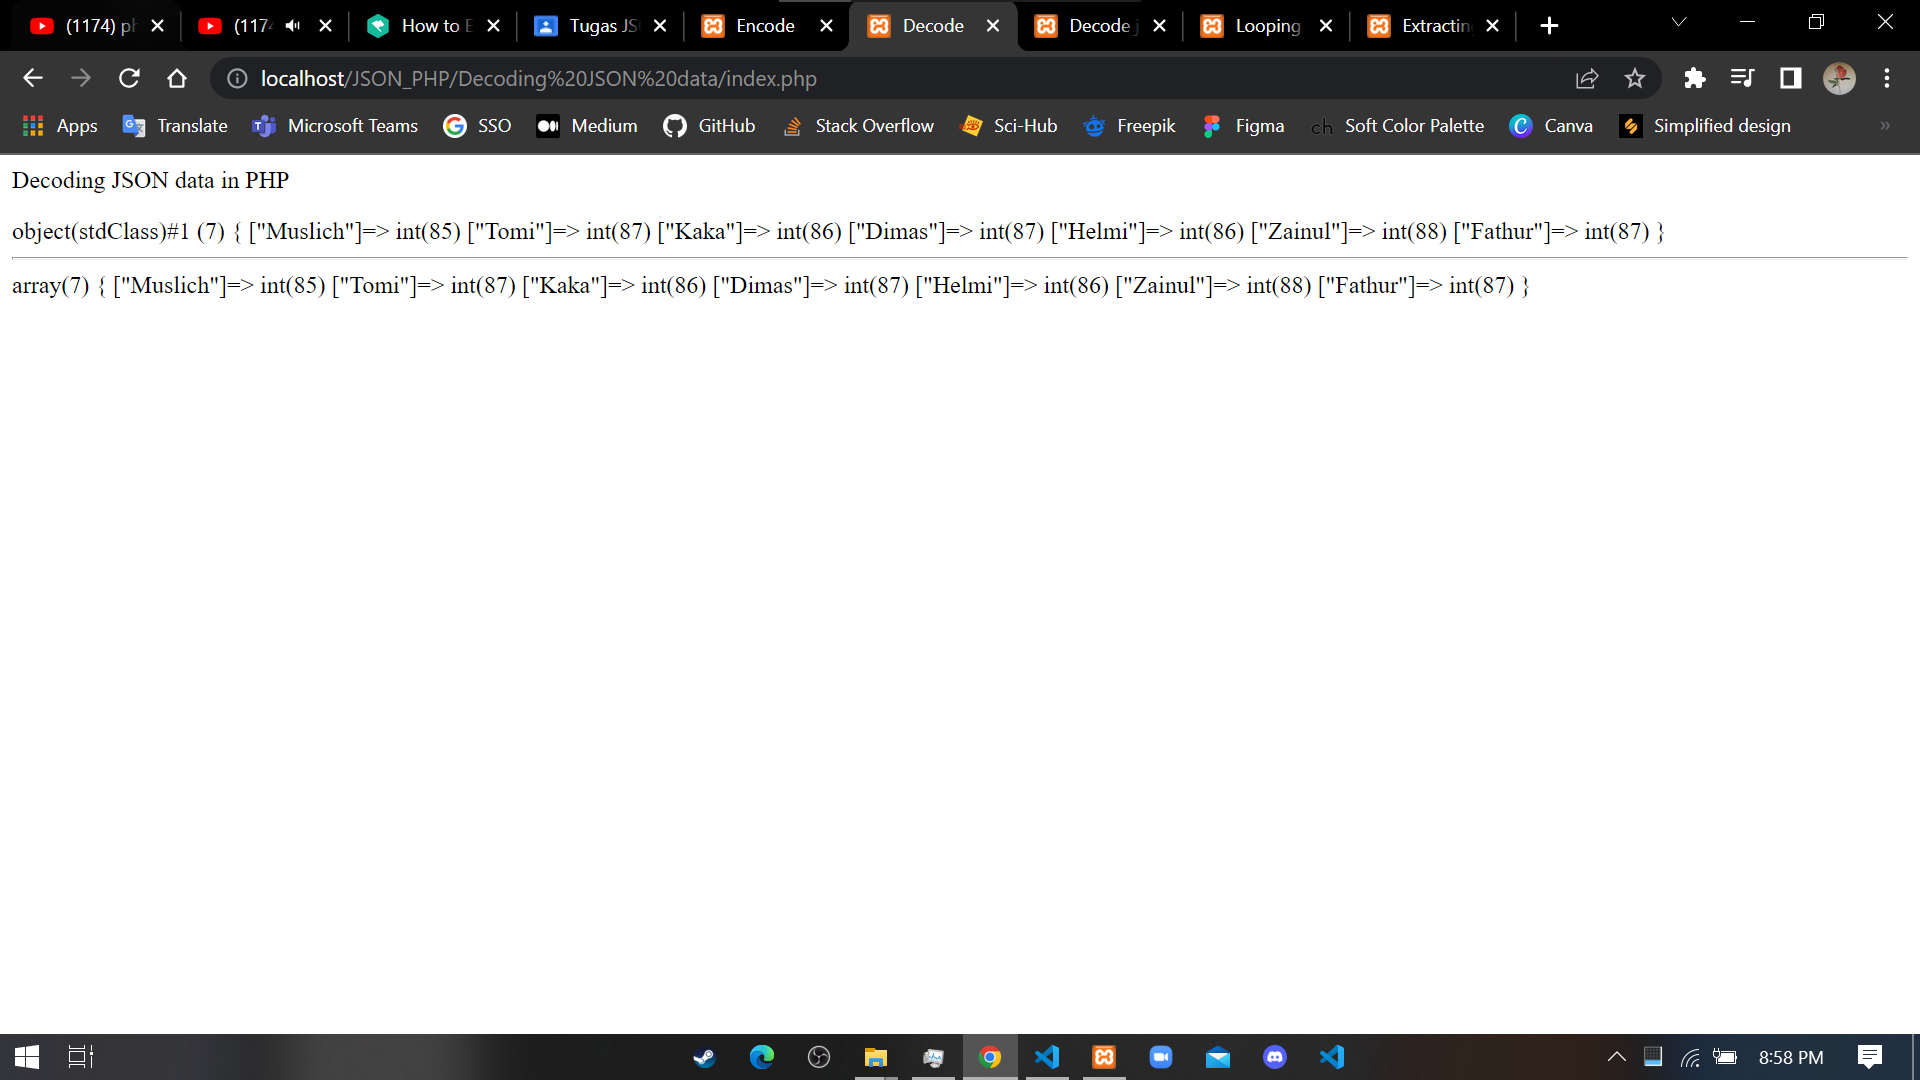 (1174) ph
(1174
How to E
Tugas JS
Encode
Decode
Decode j
Looping
Extractin
localhost/JSON_PHP/Decoding%20JSON%20data/index.php
Apps
Translate
Microsoft Teams
SSO
Medium
GitHub
Stack Overflow
Sci-Hub
Freepik
Figma
ch Soft Color Palette
Canva
Simplified design
»
Decoding JSON data in PHP
object(stdClass)#1 (7) { ["Muslich"]=> int(85) ["Tomi"]=> int(87) ["Kaka"]=> int(86) ["Dimas"]=> int(87) ["Helmi"]=> int(86) ["Zainul"]=> int(88) ["Fathur"]=> int(87) }
array(7) { ["Muslich"]=> int(85) ["Tomi"]=> int(87) ["Kaka"]=> int(86) ["Dimas"]=> int(87) ["Helmi"]=> int(86) ["Zainul"]=> int(88) ["Fathur"]=> int(87) }
8:58 PM